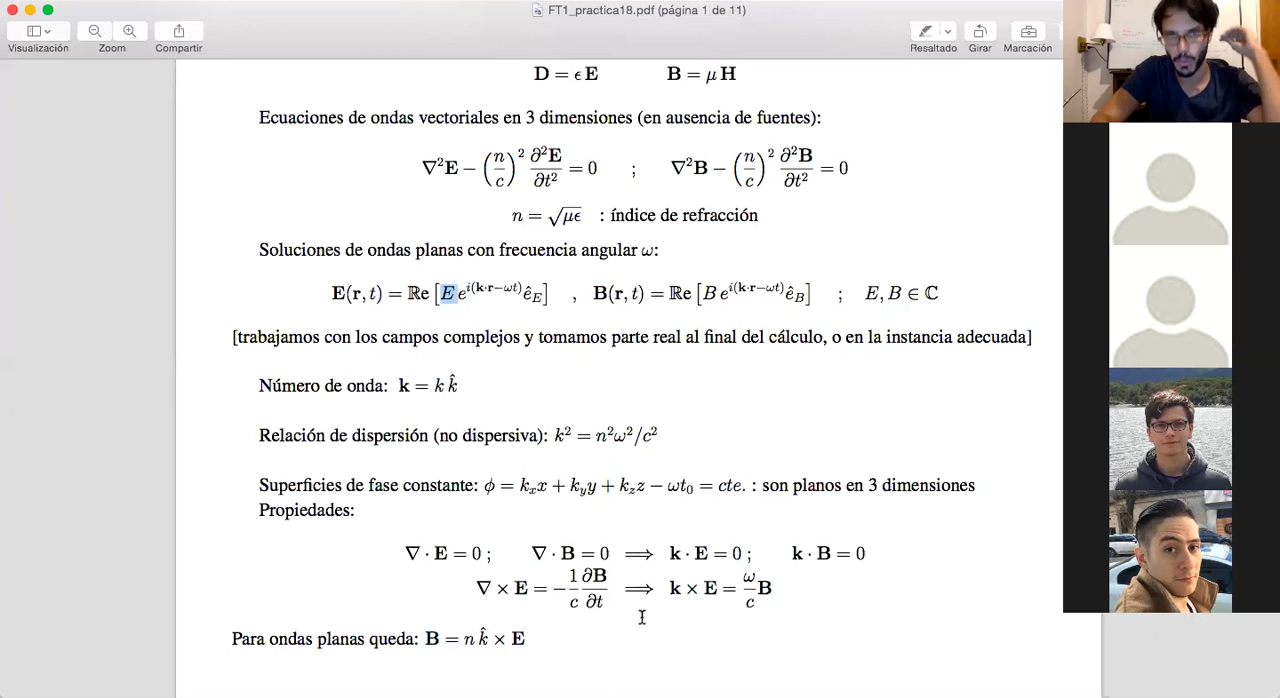 FT1_practica18.pdf (página 1 de 11)
Visualización Zoom Compartir Resaltado Girar Marcación
D = ϵ E B = μ H
Ecuaciones de ondas vectoriales en 3 dimensiones (en ausencia de fuentes):
∇²E − (n/c)² ∂²E/∂t² = 0 ; ∇²B − (n/c)² ∂²B/∂t² = 0
n = √μϵ : índice de refracción
Soluciones de ondas planas con frecuencia angular ω:
E(r, t) = ℝe [E e^{i(k·r−ωt)} ê_E] , B(r, t) = ℝe [B e^{i(k·r−ωt)} ê_B] ; E, B ∈ ℂ
[trabajamos con los campos complejos y tomamos parte real al final del cálculo, o en la instancia adecuada]
Número de onda: k = k k̂
Relación de dispersión (no dispersiva): k² = n²ω²/c²
Superficies de fase constante: ϕ = kₓx + k_y y + k_z z − ωt₀ = cte. : son planos en 3 dimensiones
Propiedades:
∇ · E = 0 ; ∇ · B = 0 ⟹ k · E = 0 ; k · B = 0
∇ × E = −1/c ∂B/∂t ⟹ k × E = ω/c B
Para ondas planas queda: B = n k̂ × E